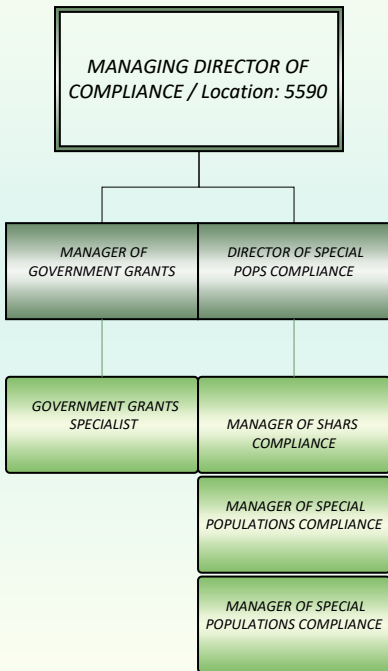 MANAGING DIRECTOR OF
COMPLIANCE / Location: 5590
MANAGER OF
GOVERNMENT GRANTS
DIRECTOR OF SPECIAL
POPS COMPLIANCE
GOVERNMENT GRANTS
SPECIALIST
MANAGER OF SHARS
COMPLIANCE
MANAGER OF SPECIAL
POPULATIONS COMPLIANCE
MANAGER OF SPECIAL
POPULATIONS COMPLIANCE